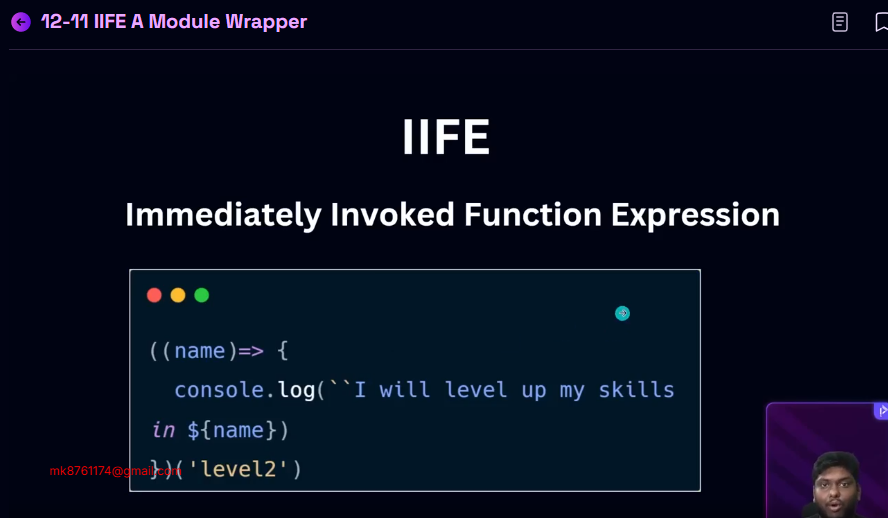 12-11 IIFE A Module Wrapper
IIFE
Immediately Invoked Function Expression
((name)=> {
console.log(``I will level up my skills
in ${name})
})('level2')
mk8761174@gmail.com